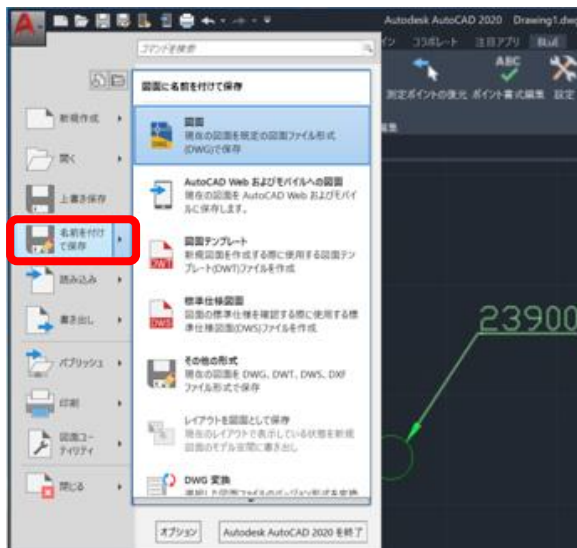 Autodesk AutoCAD 2020 Drawing1.dwg
コマンドを検索
コラボレート 注目アプリ
ABC
測定ポイントの復元 ポイント書式編集 設定
図面に名前を付けて保存
新規作成
開く
上書き保存
名前を付け
て保存
読み込み
書き出し
パブリッシュ
印刷
図面ユー
ティリティ
閉じる
図面
現在の図面を既定の図面ファイル形式
(DWG)で保存
DWG
AutoCAD Web およびモバイルへの図面
現在の図面を AutoCAD Web およびモバイ
ルに保存します。
図面テンプレート
新規図面を作成する際に使用する図面テン
プレート(DWT)ファイルを作成
DWT
標準仕様図面
図面の標準仕様を確認する際に使用する標
準仕様図面(DWS)ファイルを作成
DWS
その他の形式
現在の図面を DWG、DWT、DWS、DXF
ファイル形式で保存
レイアウトを図面として保存
現在のレイアウトで表示している状態を新規
図面のモデル空間に書き出し
DWG 変換
オプション
Autodesk AutoCAD 2020 を終了
23900